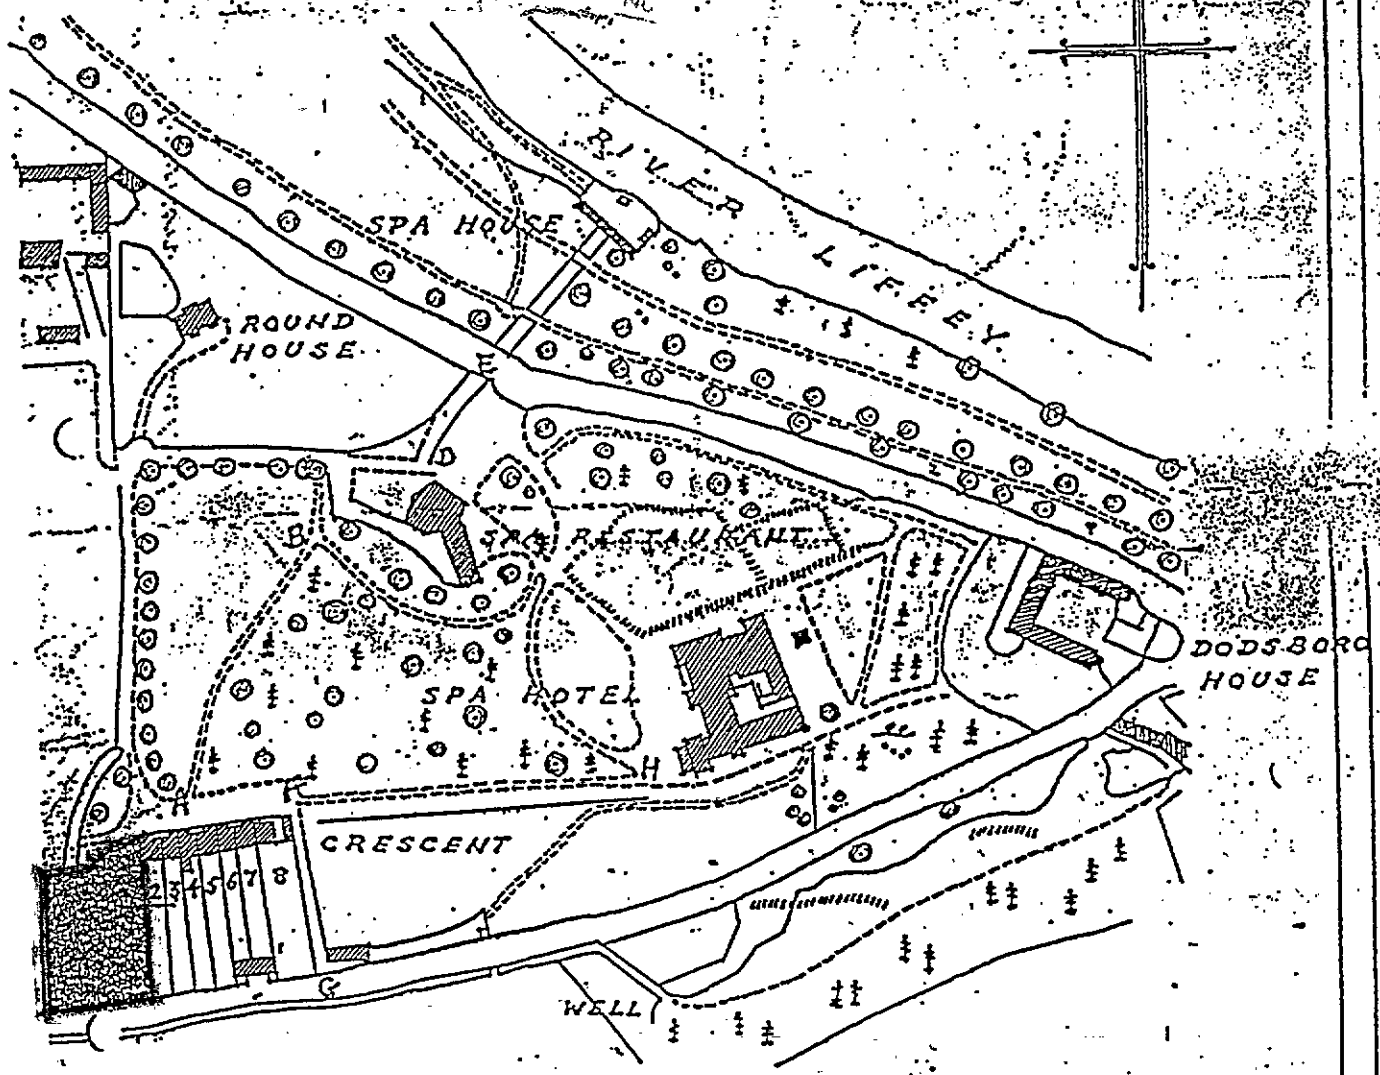 RIVER LIFFEY
SPA HOUSE
ROUND
HOUSE
E
D
B
SPA RESTAURANT
DODSBORO
HOUSE
SPA HOTEL
H
A
F
CRESCENT
2 3 4 5 6 7 8
G
WELL